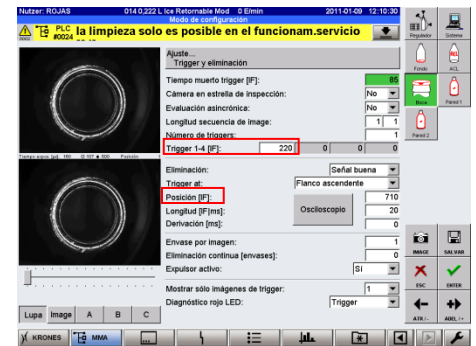 Nutzer: ROJAS 014 0,222 L Ice Retornable Mod 0 E/min 2011-01-09 12:10:30
Modo de configuración
PLC
#0024
la limpieza solo es posible en el funcionam.servicio
Ajuste...
Trigger y eliminación
Tiempo muerto trigger [IF]: 85
Cámera en estrella de inspección: No
Evaluación asincrónica: No
Longitud secuencia de image: 1 1
Número de triggers: 1
Trigger 1-4 [IF]: 220 0 0 0
Eliminación: Señal buena
Trigger at: Flanco ascendente
Posición [IF]: 710
Longitud [IF|ms]: Osciloscopio 20
Derivación [ms]: 0
Envase por imagen: 1
Eliminación continua [envases]: 0
Expulsor activo: Sí
Mostrar sólo imágenes de trigger: 1
Diagnóstico rojo LED: Trigger
Lupa Image A B C
KRONES MMA
Regulador Sistema
Fondo ACL
Boca Pared 1
Pared 2
IMAGE SALVAR
ESC ENTER
ATR./- ADEL./+